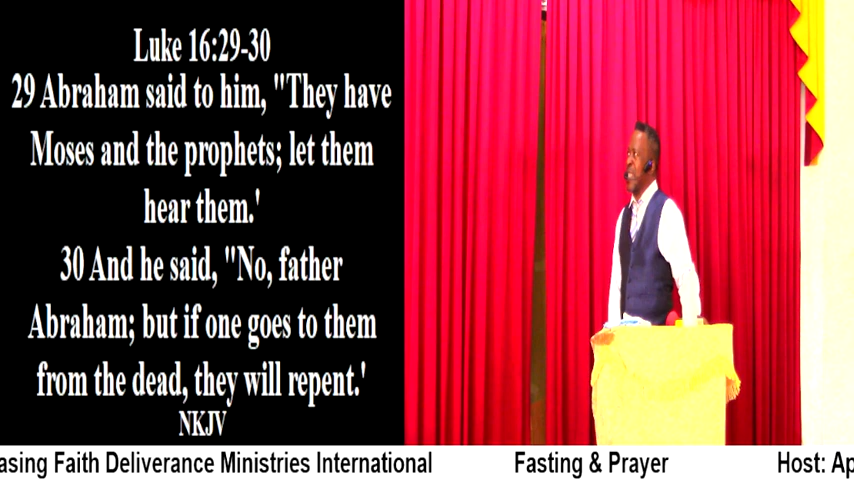 Luke 16:29-30
29 Abraham said to him, "They have
Moses and the prophets; let them
hear them.'
30 And he said, "No, father
Abraham; but if one goes to them
from the dead, they will repent.'
NKJV
asing Faith Deliverance Ministries International Fasting & Prayer Host: Ap